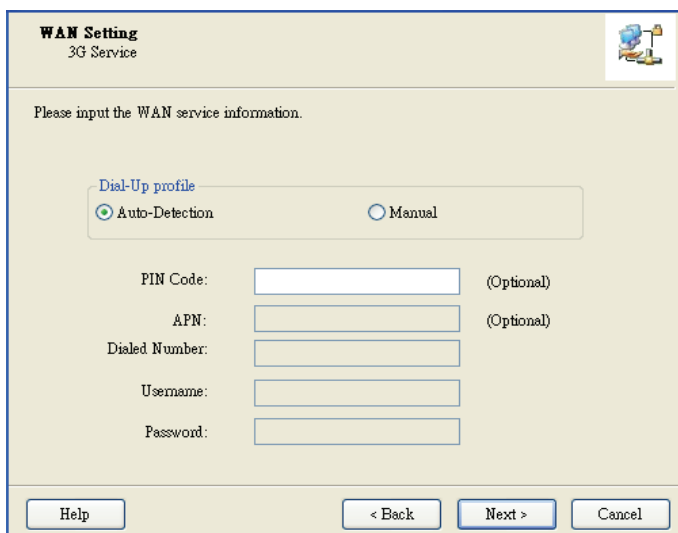 WAN Setting
3G Service
Please input the WAN service information.
Dial-Up profile
Auto-Detection Manual
PIN Code: (Optional)
APN: (Optional)
Dialed Number:
Username:
Password:
Help < Back Next > Cancel